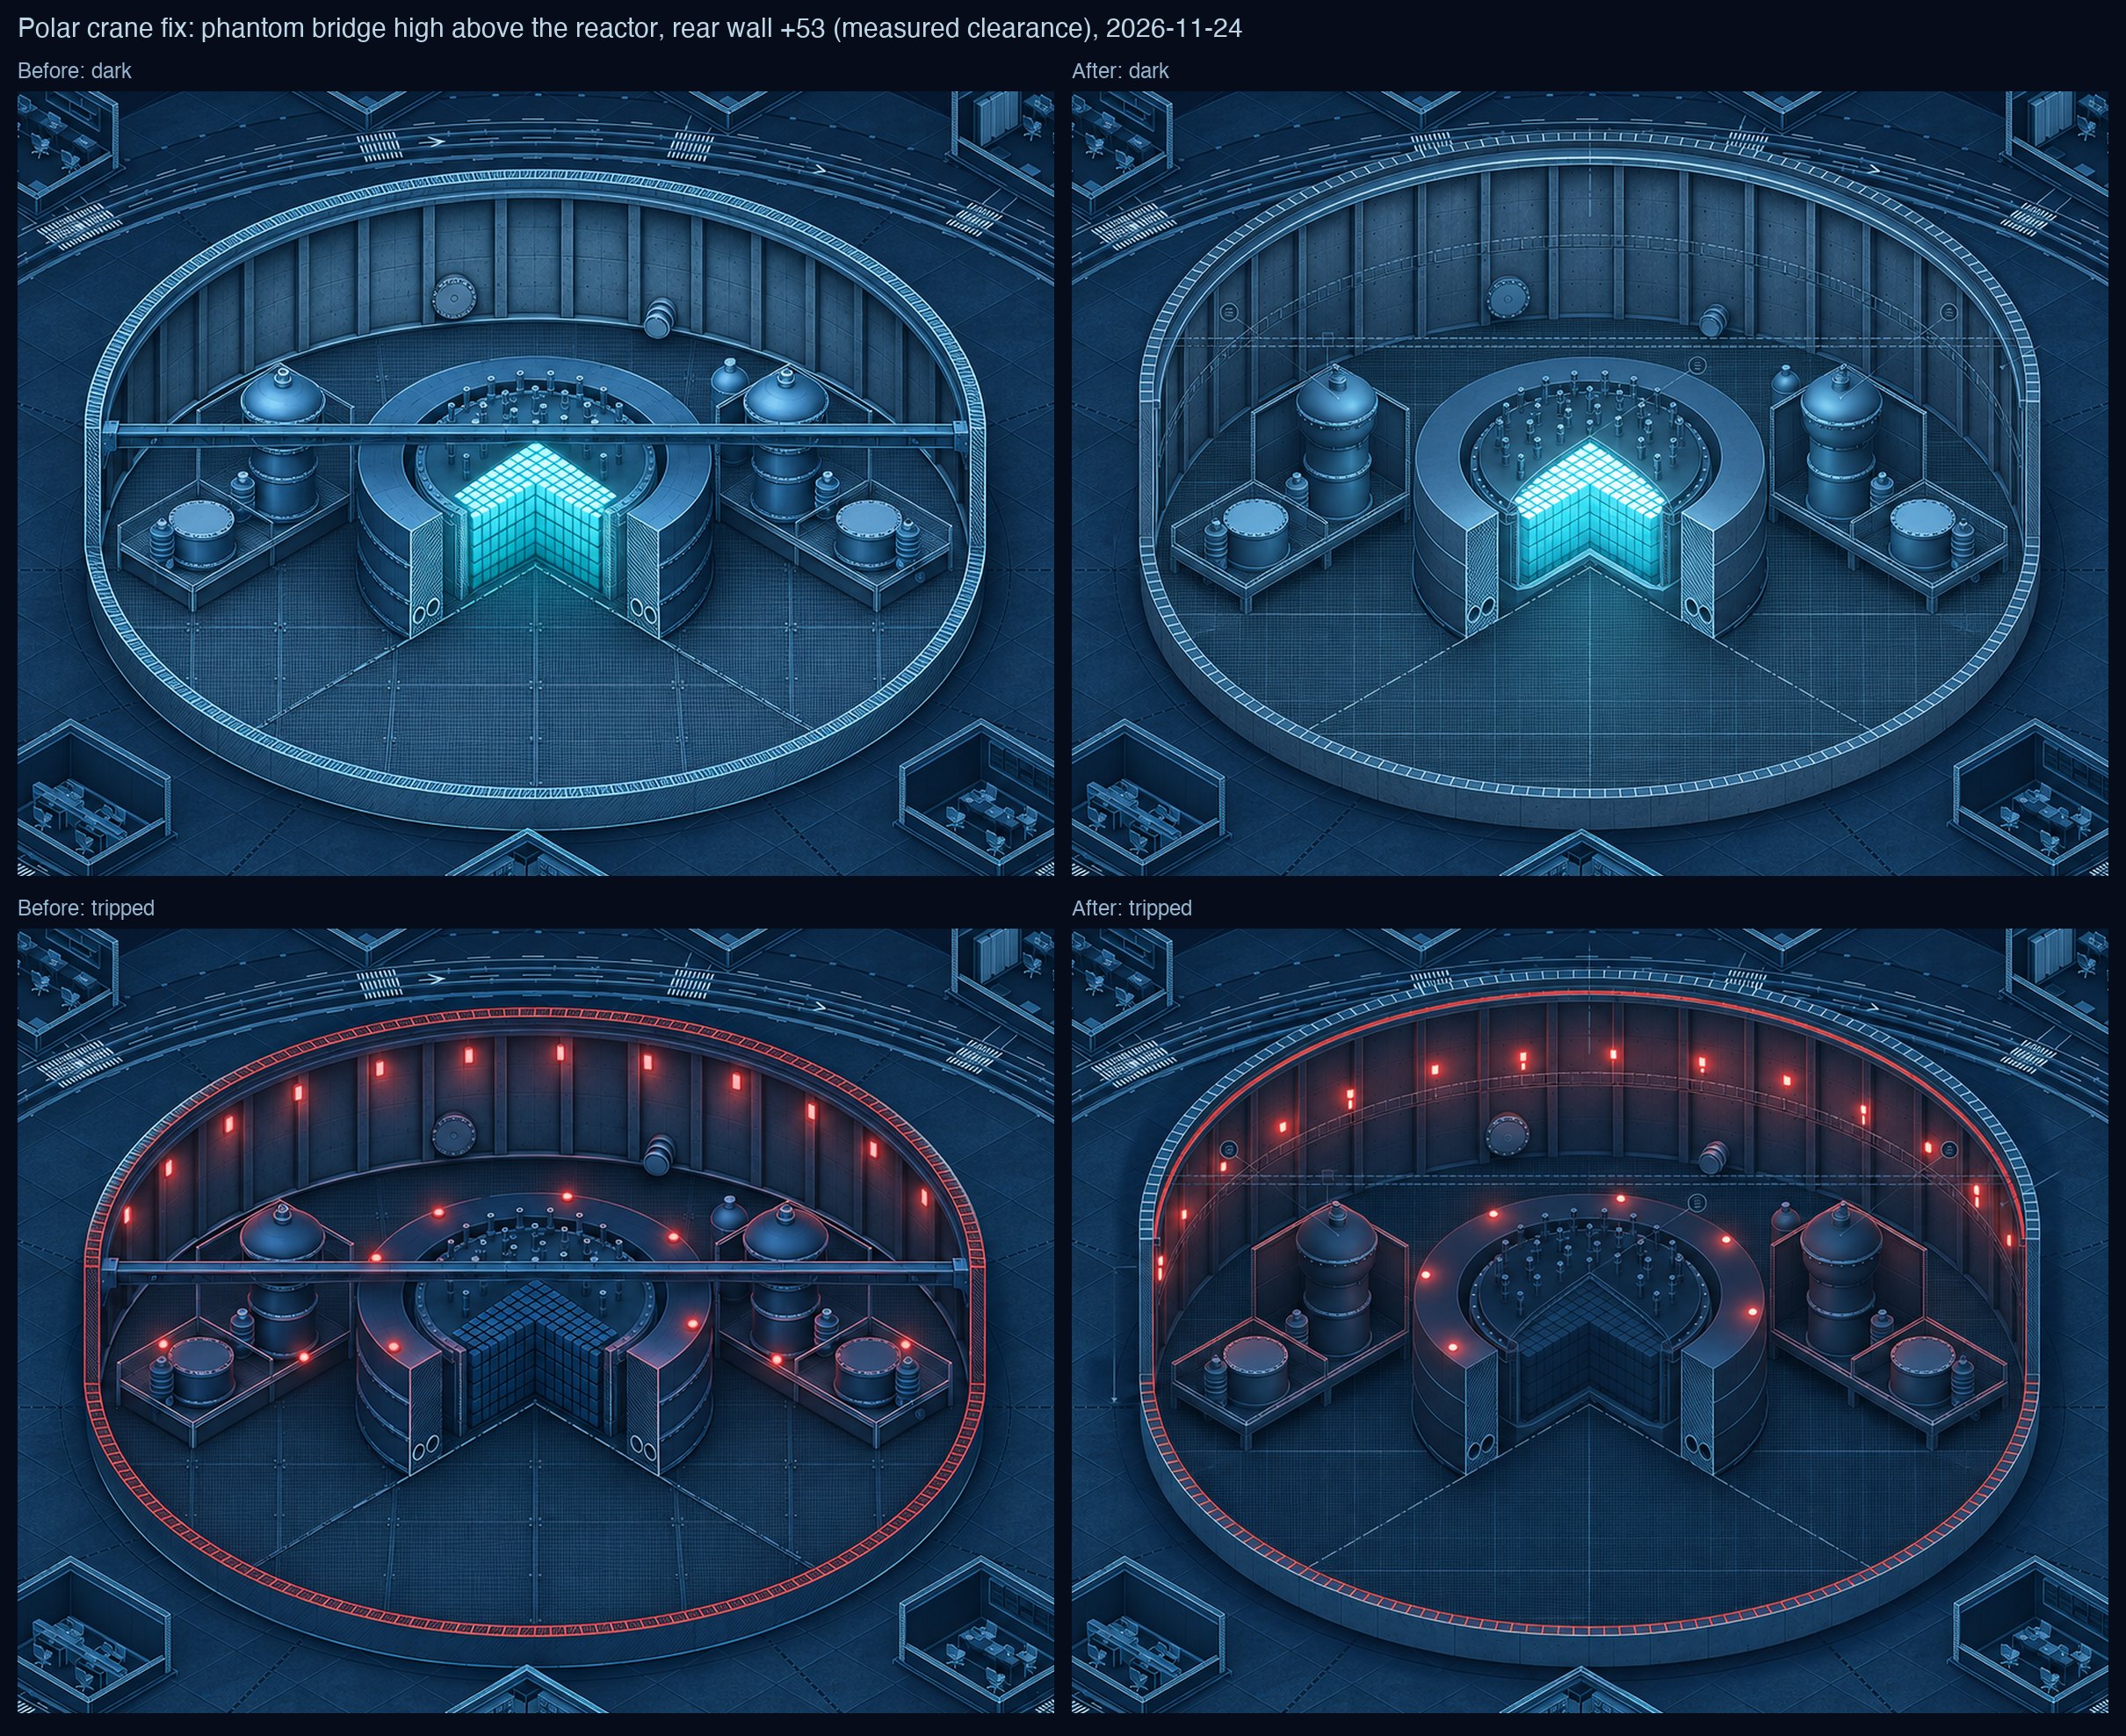 Polar crane fix: phantom bridge high above the reactor, rear wall +53 (measured clearance), 2026-11-24
Before: dark
After: dark
Before: tripped
After: tripped